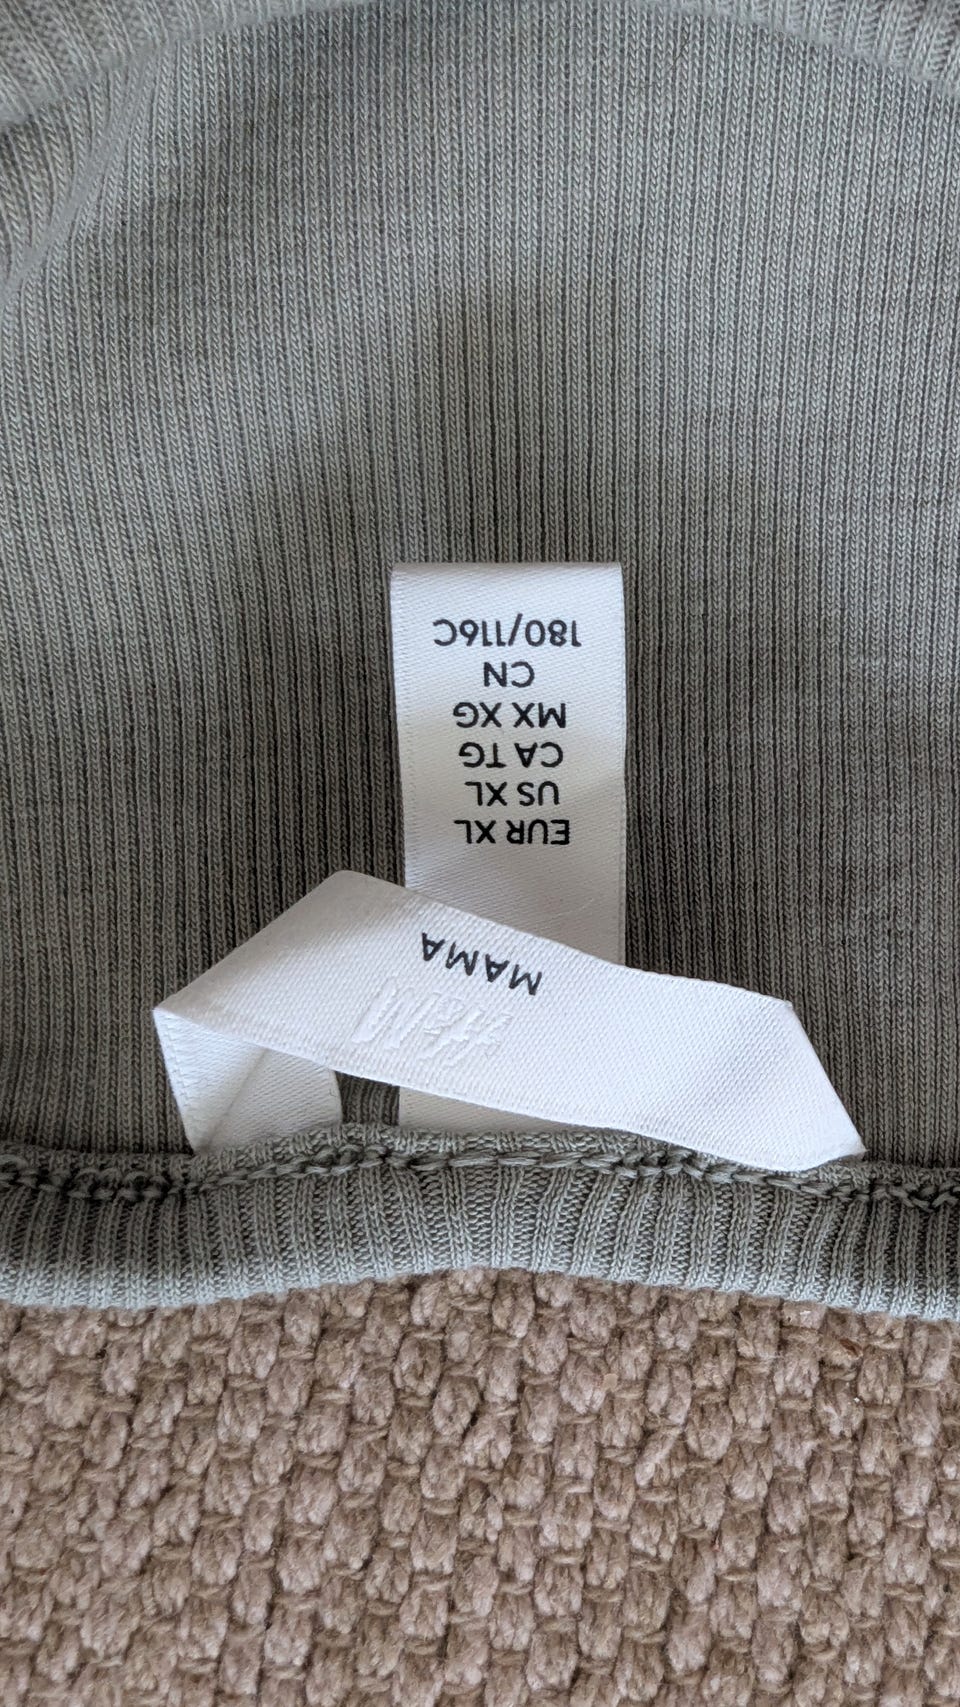 H&M
MAMA
EUR XL
US XL
CA TG
MX XG
CN
180/116C